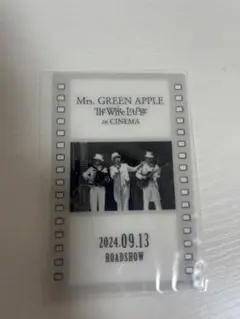 Mrs. GREEN APPLE
in CINEMA
2024.09.13
ROADSHOW